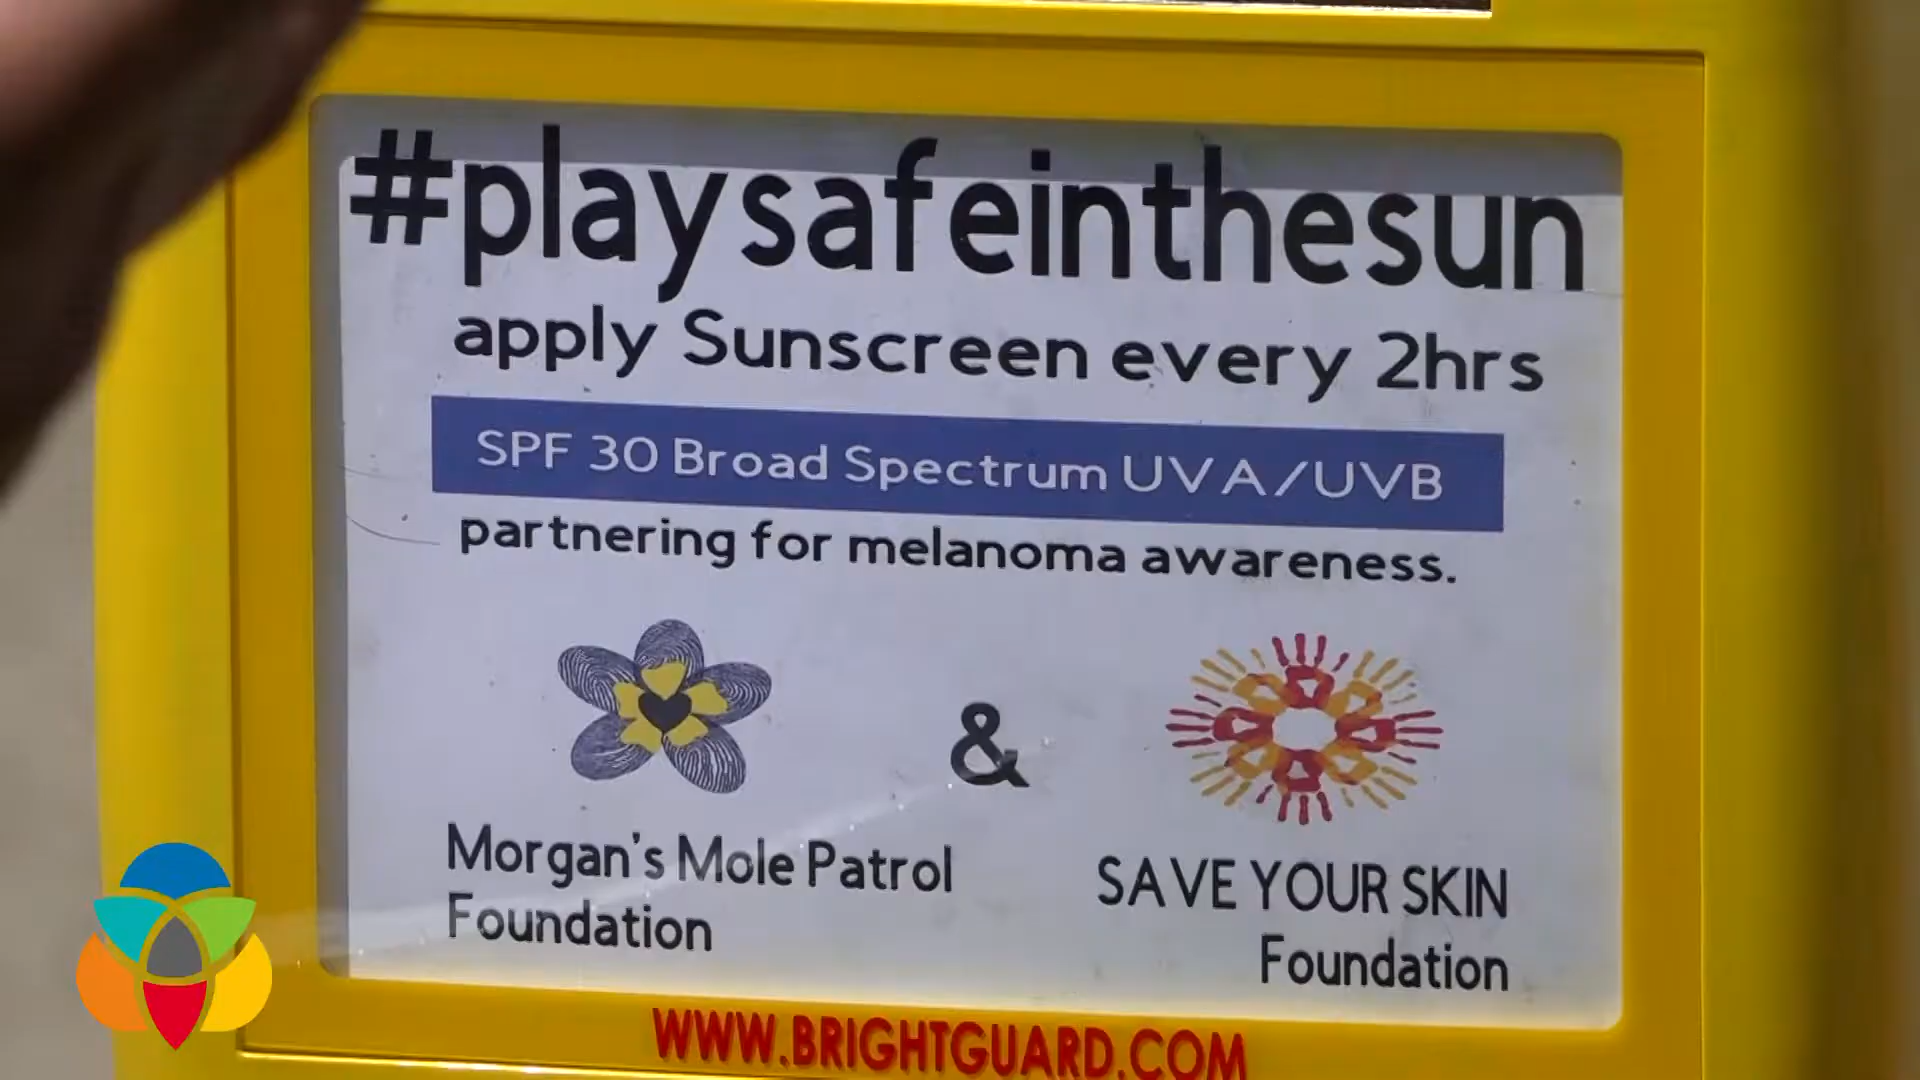 #playsafeinthesun
apply Sunscreen every 2hrs
SPF 30 Broad Spectrum UVA/UVB
partnering for melanoma awareness.
&
Morgan's Mole Patrol
Foundation
SAVE YOUR SKIN
Foundation
WWW.BRIGHTGUARD.COM